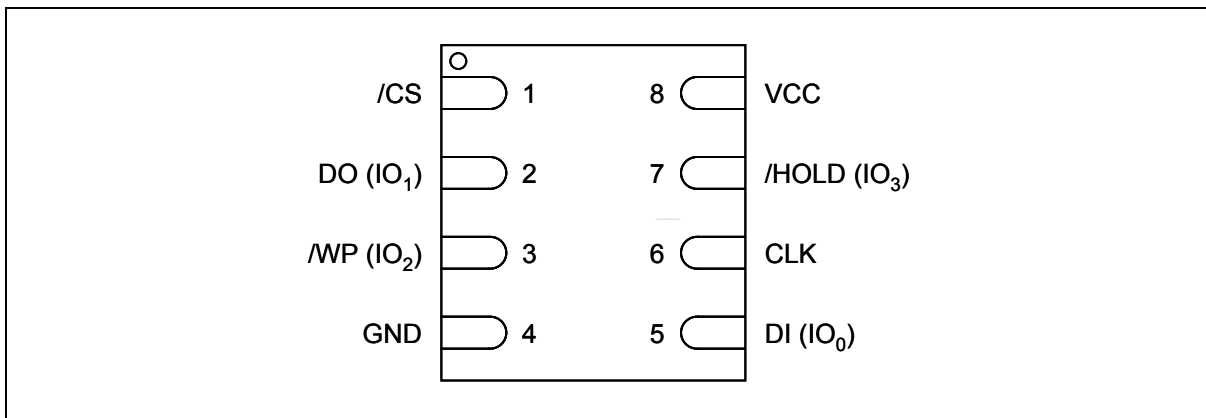 /CS 1 8 VCC
DO (IO₁) 2 7 /HOLD (IO₃)
/WP (IO₂) 3 6 CLK
GND 4 5 DI (IO₀)